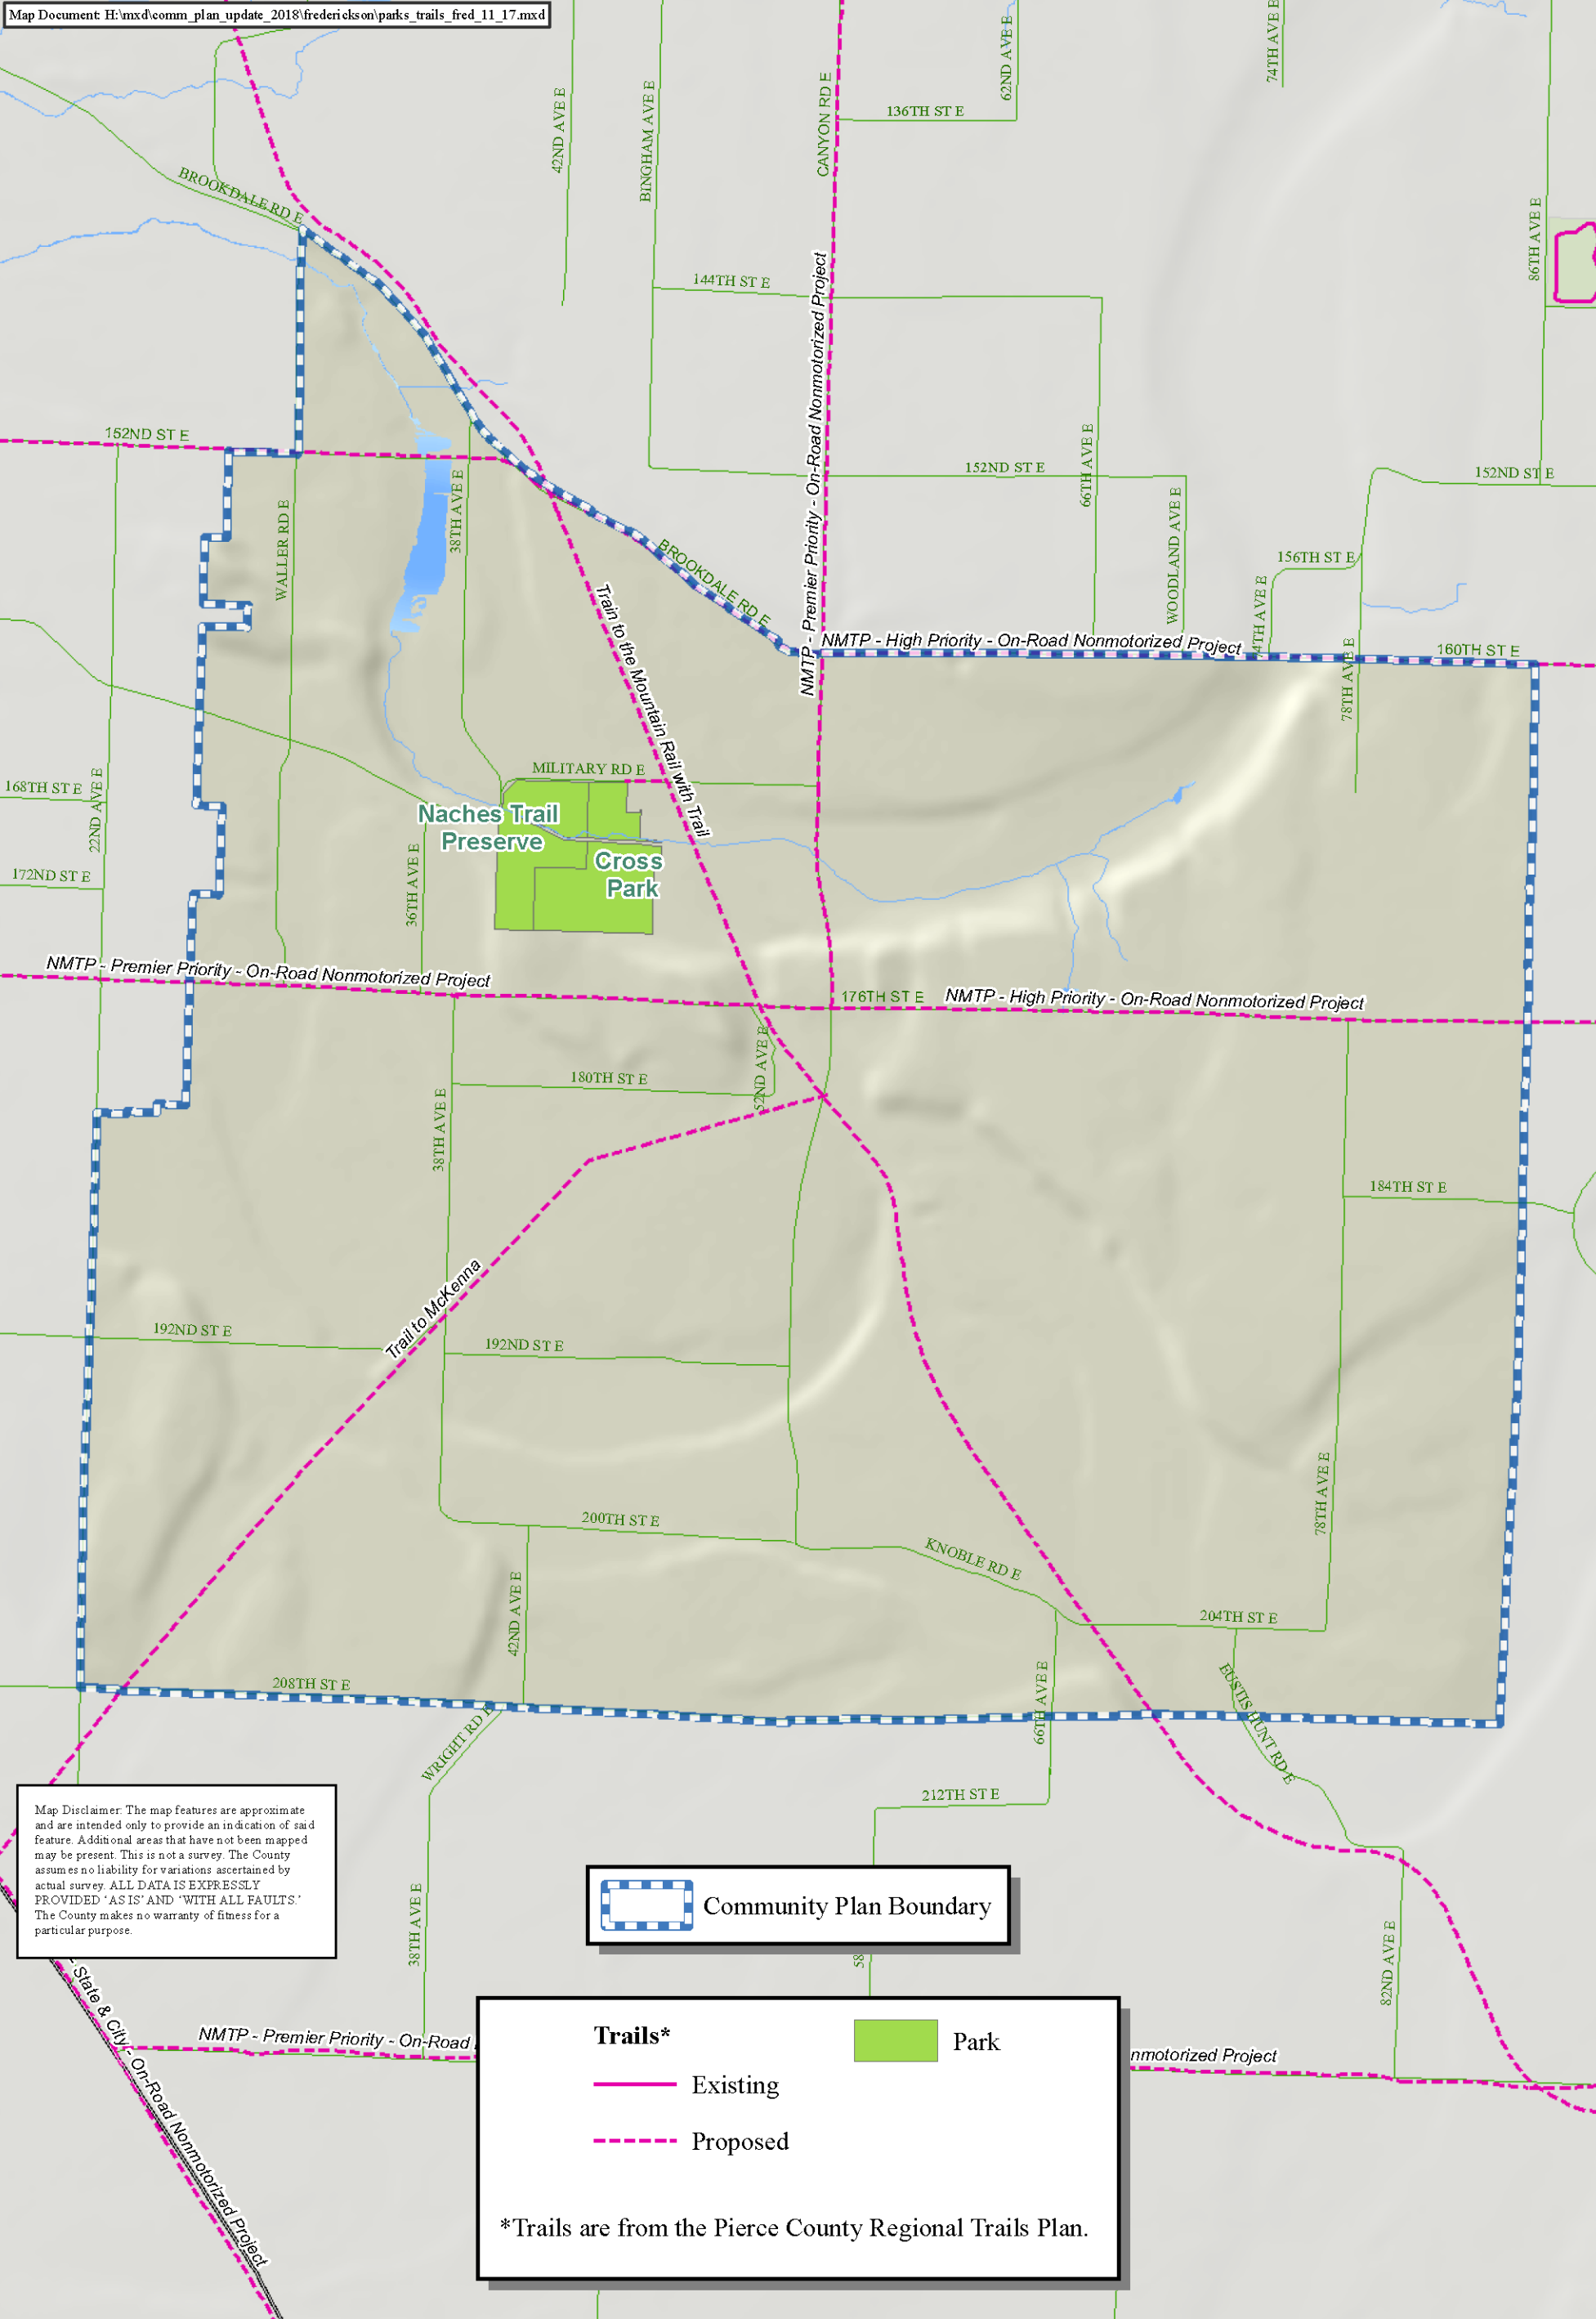 Map Document: H:\mxd\comm_plan_update_2018\frederickson\parks_trails_fred_11_17.mxd
74TH AVE E
62ND AVE E
42ND AVE E
BINGHAM AVE E
CANYON RD E
136TH ST E
BROOKDALE RD E
86TH AVE E
144TH ST E
NMTP - Premier Priority - On-Road Nonmotorized Project
152ND ST E
66TH AVE E
152ND ST E
152ND ST E
38TH AVE E
WALLER RD E
WOODLAND AVE E
156TH ST E
BROOKDALE RD E
74TH AVE E
Train to the Mountain Rail with Trail
NMTP - High Priority - On-Road Nonmotorized Project
160TH ST E
78TH AVE E
MILITARY RD E
168TH ST E
22ND AVE E
Naches Trail
Preserve
Cross
Park
36TH AVE E
172ND ST E
NMTP - Premier Priority - On-Road Nonmotorized Project
176TH ST E
NMTP - High Priority - On-Road Nonmotorized Project
52ND AVE E
180TH ST E
38TH AVE E
184TH ST E
Trail to McKenna
192ND ST E
192ND ST E
78TH AVE E
200TH ST E
KNOBLE RD E
42ND AVE E
204TH ST E
208TH ST E
66TH AVE E
EUSTIS HUNT RD E
WRIGHT RD E
212TH ST E
Map Disclaimer: The map features are approximate
and are intended only to provide an indication of said
feature. Additional areas that have not been mapped
may be present. This is not a survey. The County
assumes no liability for variations ascertained by
actual survey. ALL DATA IS EXPRESSLY
PROVIDED ‘AS IS’ AND ‘WITH ALL FAULTS.’
The County makes no warranty of fitness for a
particular purpose.
Community Plan Boundary
38TH AVE E
58
82ND AVE E
- State & City - On-Road Nonmotorized Project
NMTP - Premier Priority - On-Road
nmotorized Project
Trails*
Park
Existing
Proposed
*Trails are from the Pierce County Regional Trails Plan.